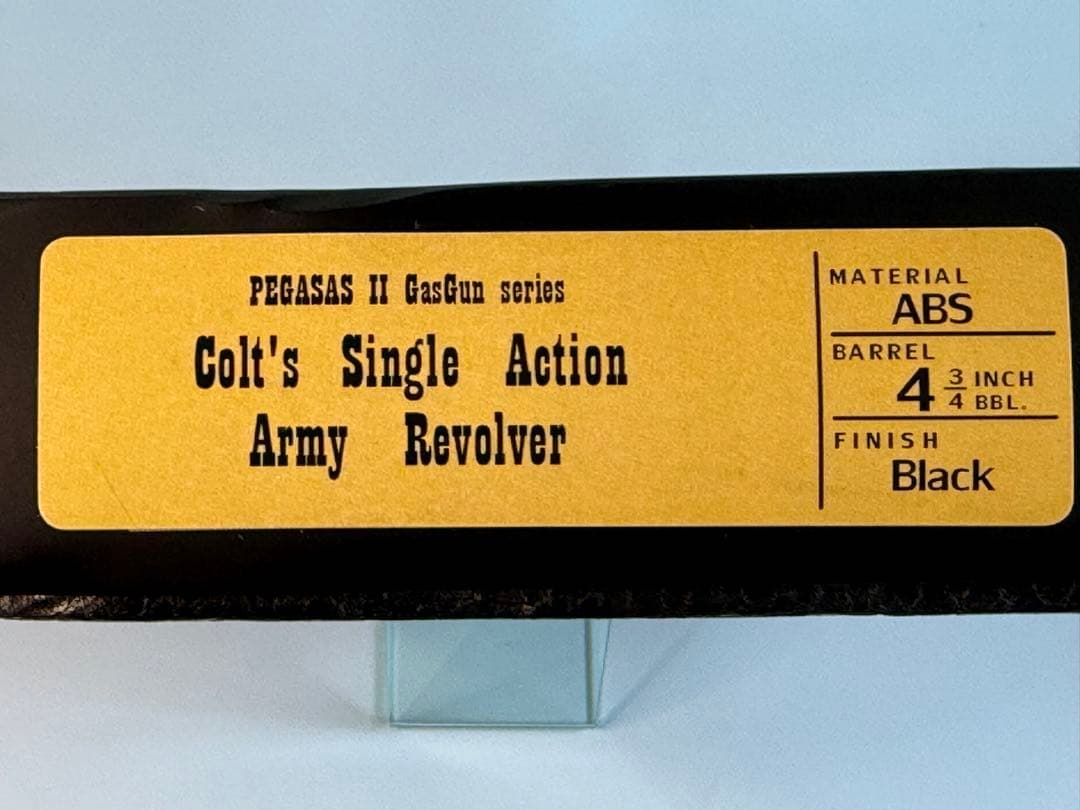 PEGASAS II GasGun series
Colt's Single Action
Army Revolver
MATERIAL
ABS
BARREL
4 3/4 INCH BBL.
FINISH
Black